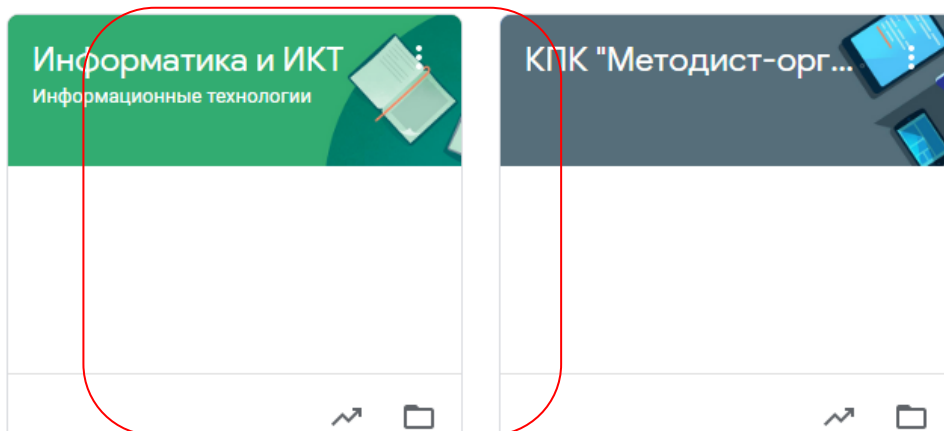 Информатика и ИКТ
Информационные технологии
КПК "Методист-орг...